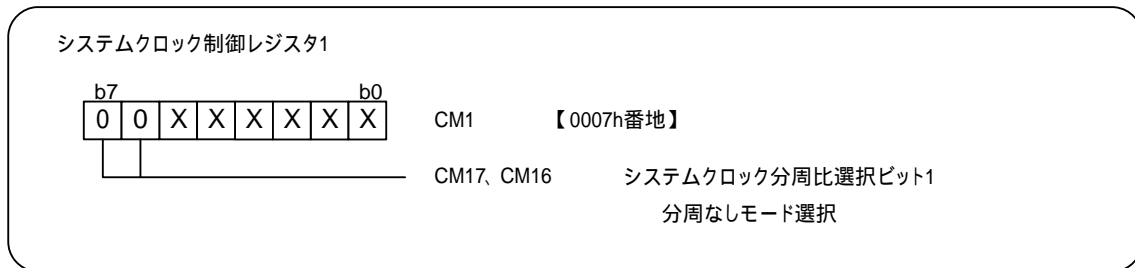 システムクロック制御レジスタ1
b7 b0
0 0 X X X X X X CM1 【0007h番地】
CM17、CM16 システムクロック分周比選択ビット1
分周なしモード選択